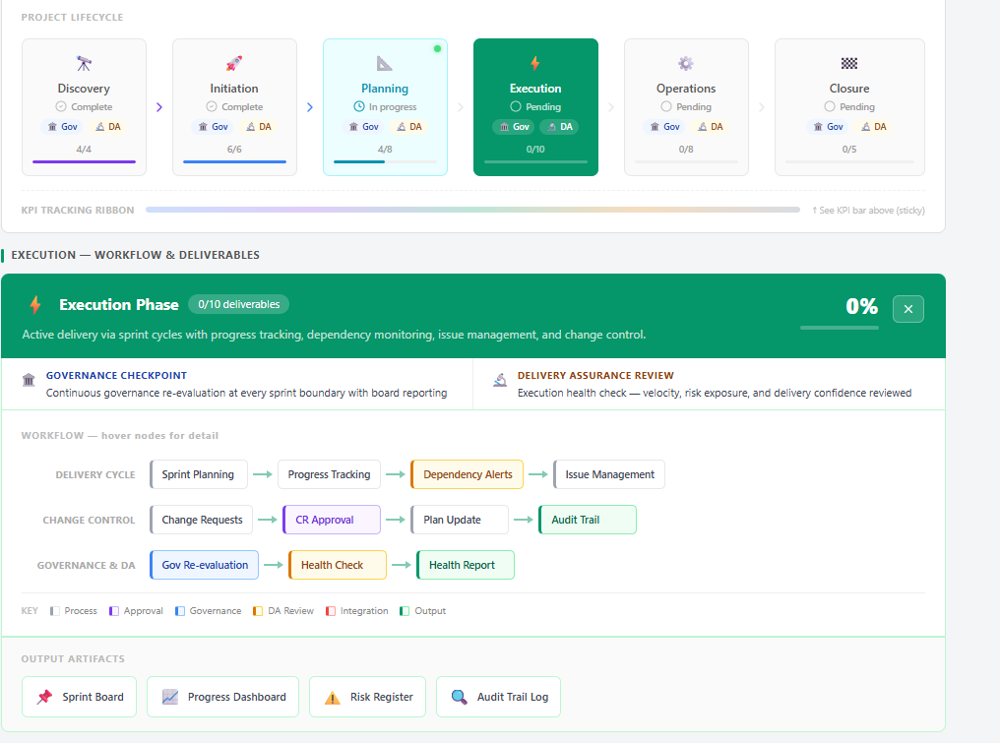 PROJECT LIFECYCLE
Discovery
Complete
Gov DA
4/4
Initiation
Complete
Gov DA
6/6
Planning
In progress
Gov DA
4/8
Execution
Pending
Gov DA
0/10
Operations
Pending
Gov DA
0/8
Closure
Pending
Gov DA
0/5
KPI TRACKING RIBBON
↑ See KPI bar above (sticky)
EXECUTION — WORKFLOW & DELIVERABLES
Execution Phase 0/10 deliverables
0% ×
Active delivery via sprint cycles with progress tracking, dependency monitoring, issue management, and change control.
GOVERNANCE CHECKPOINT
Continuous governance re-evaluation at every sprint boundary with board reporting
DELIVERY ASSURANCE REVIEW
Execution health check — velocity, risk exposure, and delivery confidence reviewed
WORKFLOW — hover nodes for detail
DELIVERY CYCLE Sprint Planning Progress Tracking Dependency Alerts Issue Management
CHANGE CONTROL Change Requests CR Approval Plan Update Audit Trail
GOVERNANCE & DA Gov Re-evaluation Health Check Health Report
KEY Process Approval Governance DA Review Integration Output
OUTPUT ARTIFACTS
Sprint Board Progress Dashboard Risk Register Audit Trail Log